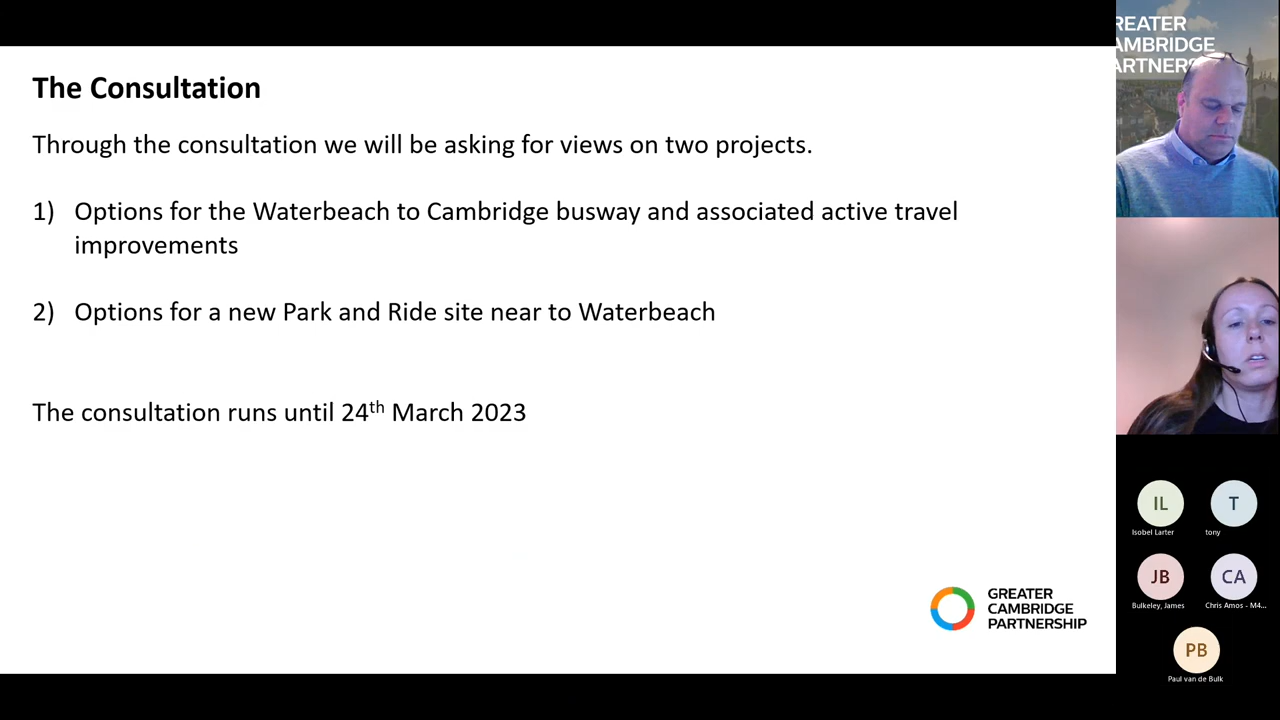 The Consultation
Through the consultation we will be asking for views on two projects.
1) Options for the Waterbeach to Cambridge busway and associated active travel
improvements
2) Options for a new Park and Ride site near to Waterbeach
The consultation runs until 24th March 2023
GREATER
CAMBRIDGE
PARTNERSHIP
REATER
AMBRIDGE
ARTNERS
IL
Isobel Larter
T
tony
JB
Bulkeley, James
CA
Chris Amos - M4...
PB
Paul van de Bulk